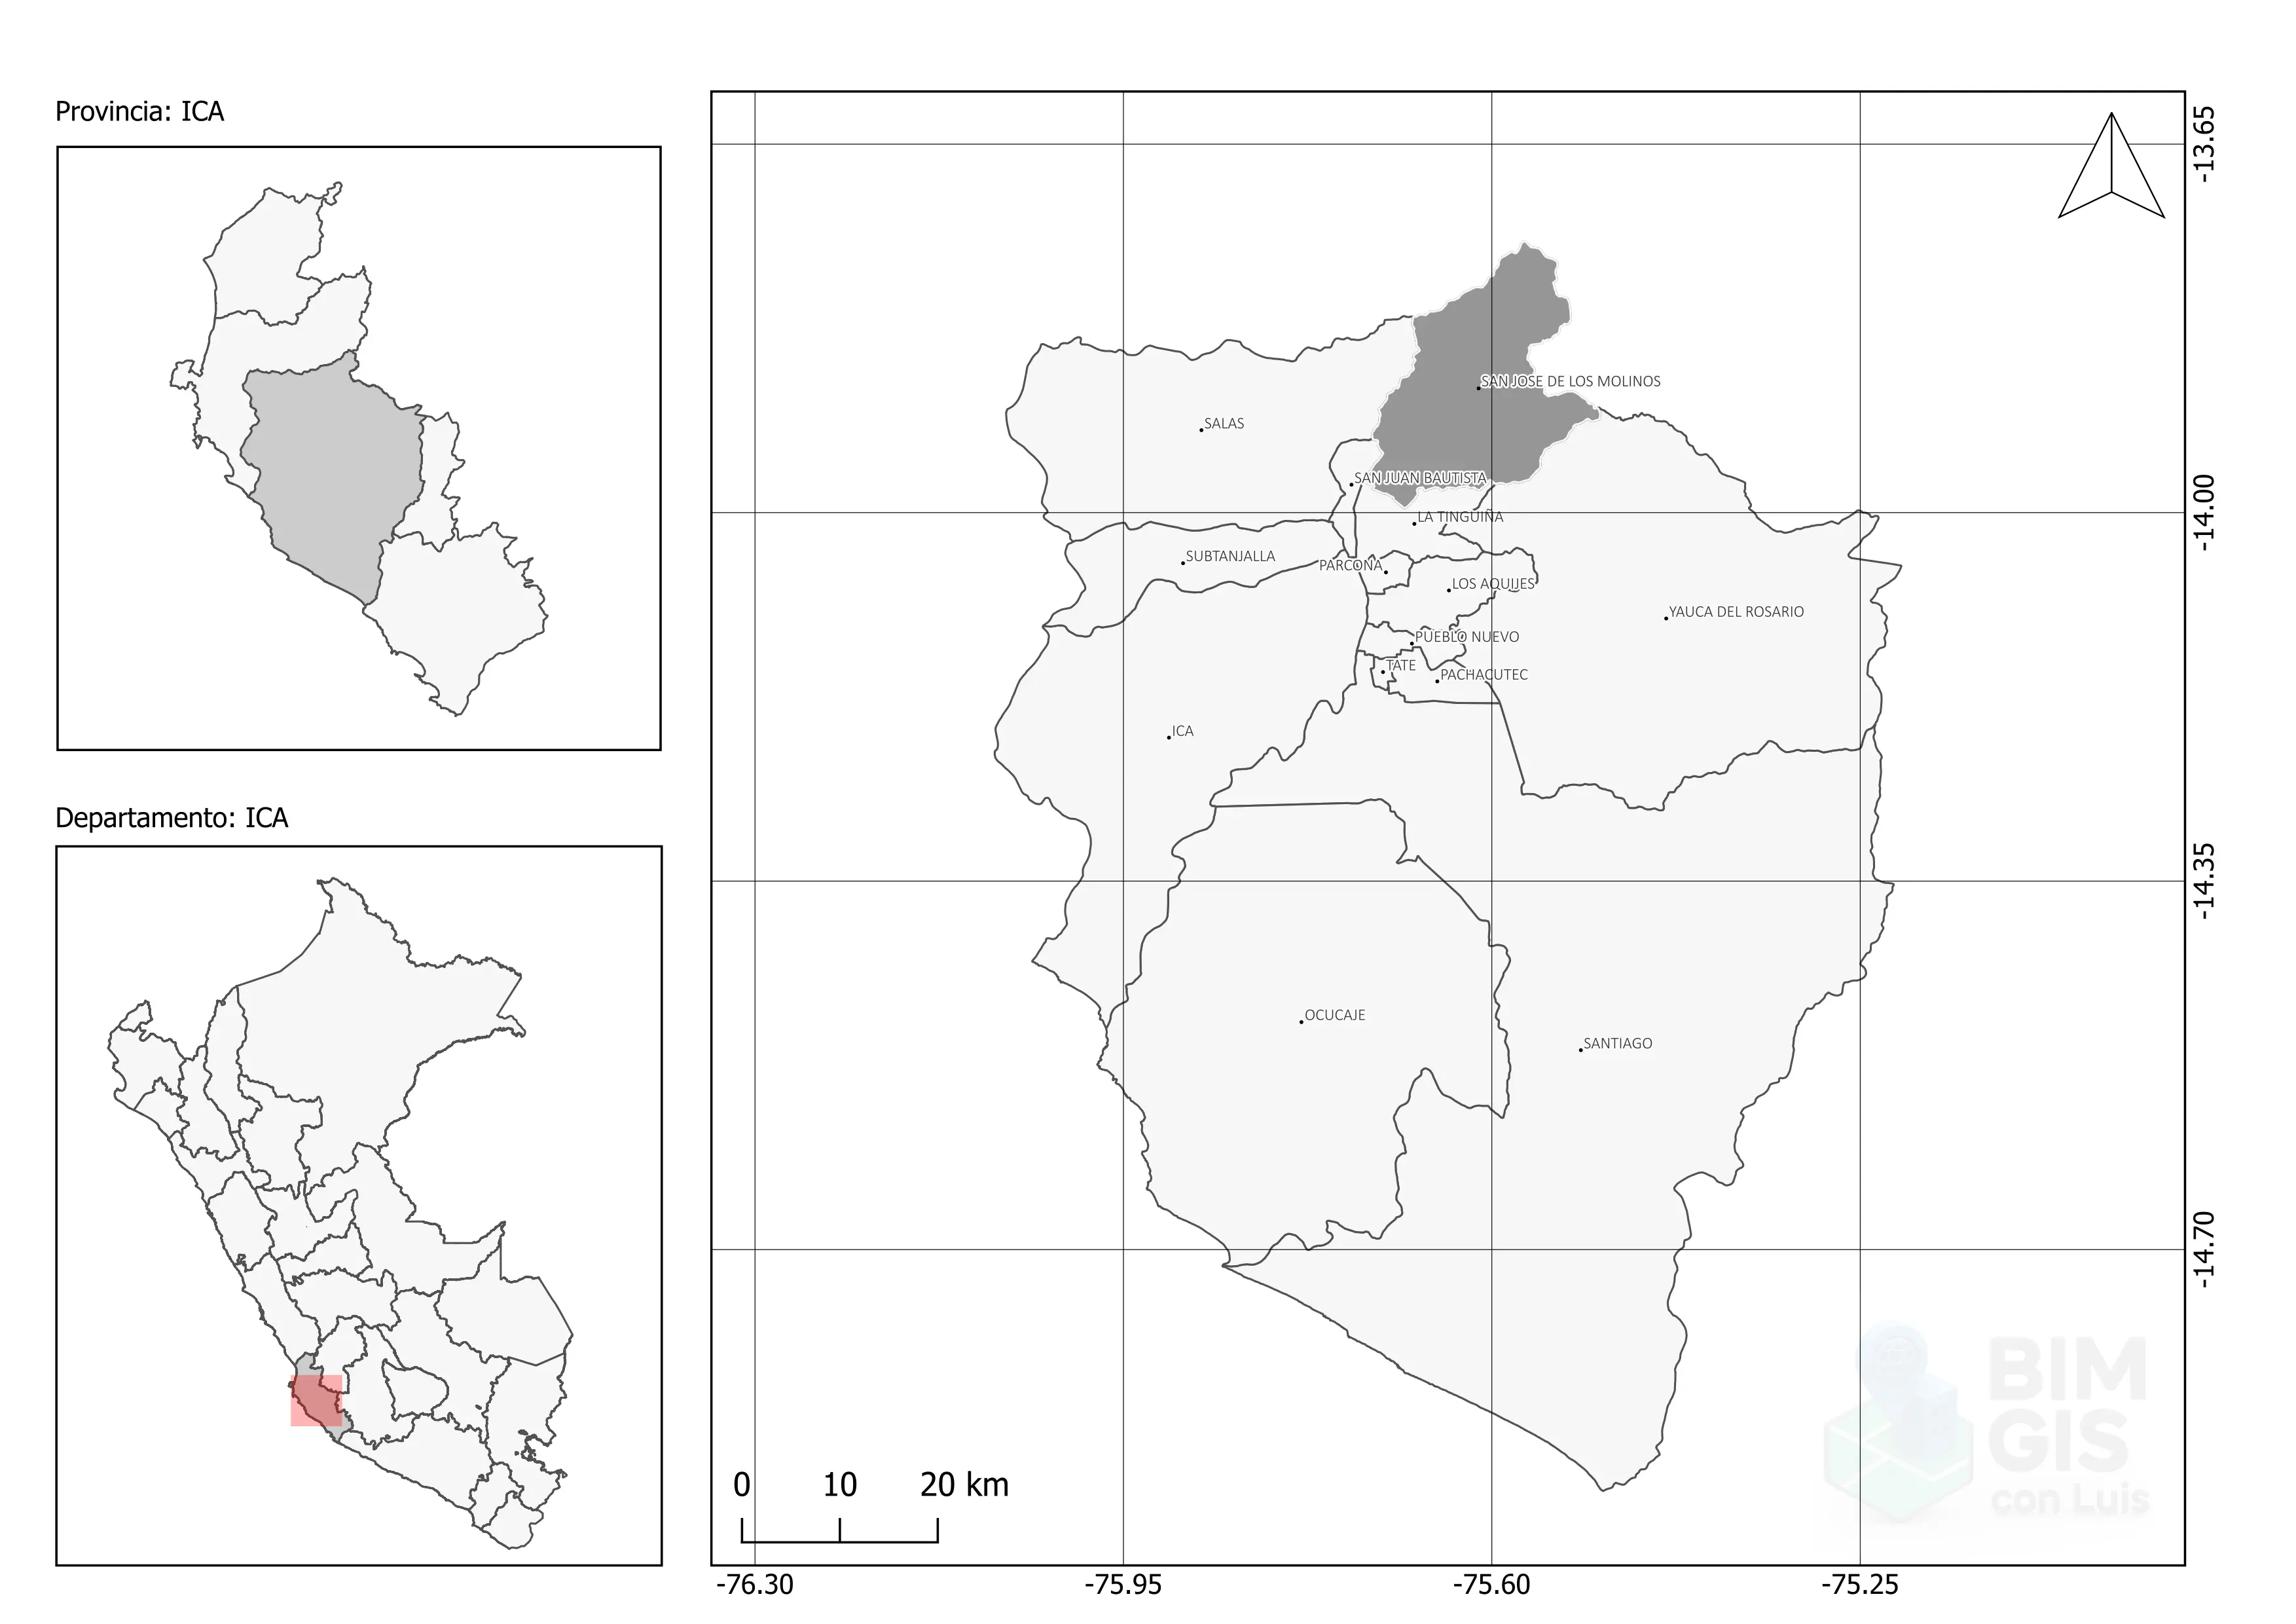 Provincia: ICA
Departamento: ICA
-13.65
-14.00
-14.35
-14.70
SAN JOSE DE LOS MOLINOS
SALAS
SAN JUAN BAUTISTA
LA TINGUIÑA
SUBTANJALLA
PARCONA
LOS AQUIJES
YAUCA DEL ROSARIO
PUEBLO NUEVO
TATE
PACHACUTEC
ICA
OCUCAJE
SANTIAGO
BIM
GIS
con Luis
0 10 20 km
-76.30 -75.95 -75.60 -75.25